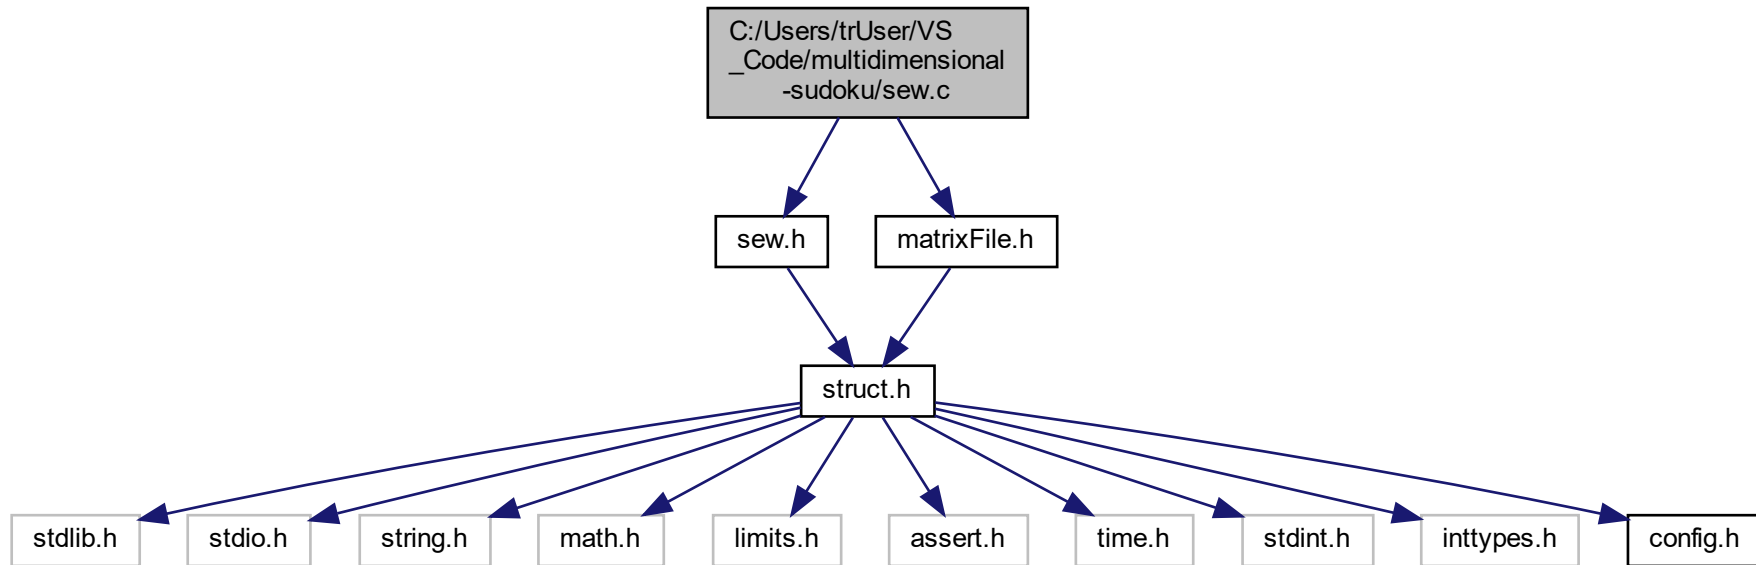 C:/Users/trUser/VS
_Code/multidimensional
-sudoku/sew.c
sew.h
matrixFile.h
struct.h
stdlib.h
stdio.h
string.h
math.h
limits.h
assert.h
time.h
stdint.h
inttypes.h
config.h